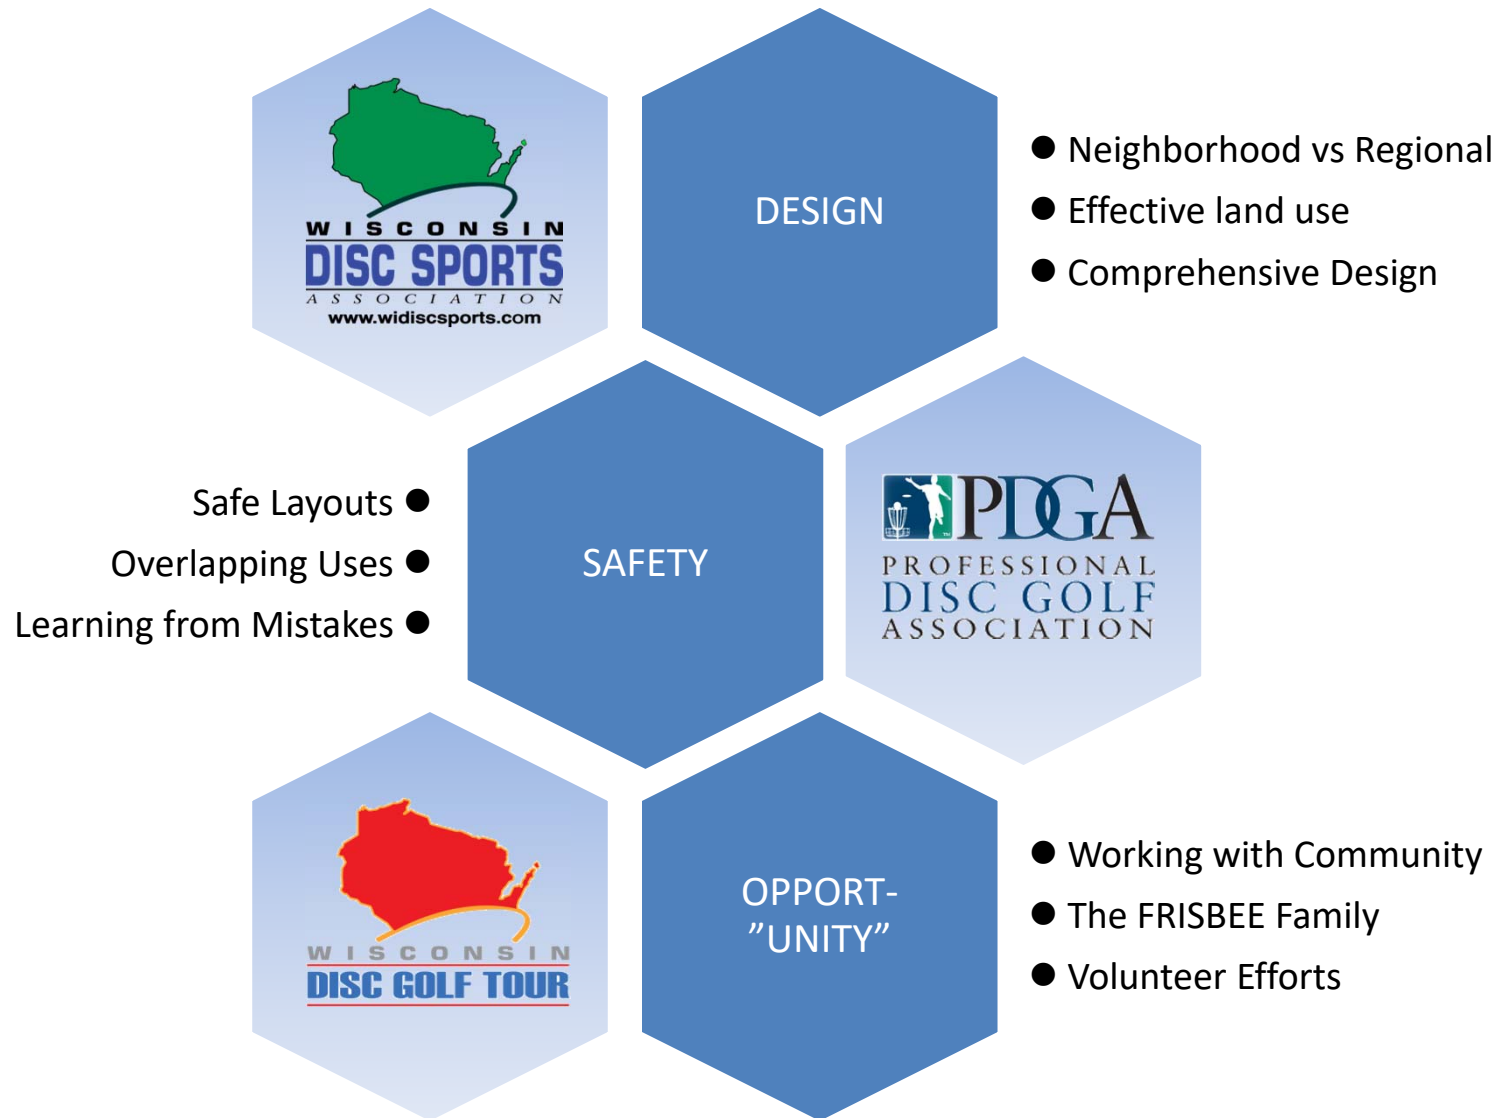 WISCONSIN
DISC SPORTS
ASSOCIATION
www.widiscsports.com
DESIGN
● Neighborhood vs Regional
● Effective land use
● Comprehensive Design
Safe Layouts ●
Overlapping Uses ●
Learning from Mistakes ●
SAFETY
PDGA
TM
PROFESSIONAL
DISC GOLF
ASSOCIATION
WISCONSIN
DISC GOLF TOUR
OPPORT-
”UNITY”
● Working with Community
● The FRISBEE Family
● Volunteer Efforts